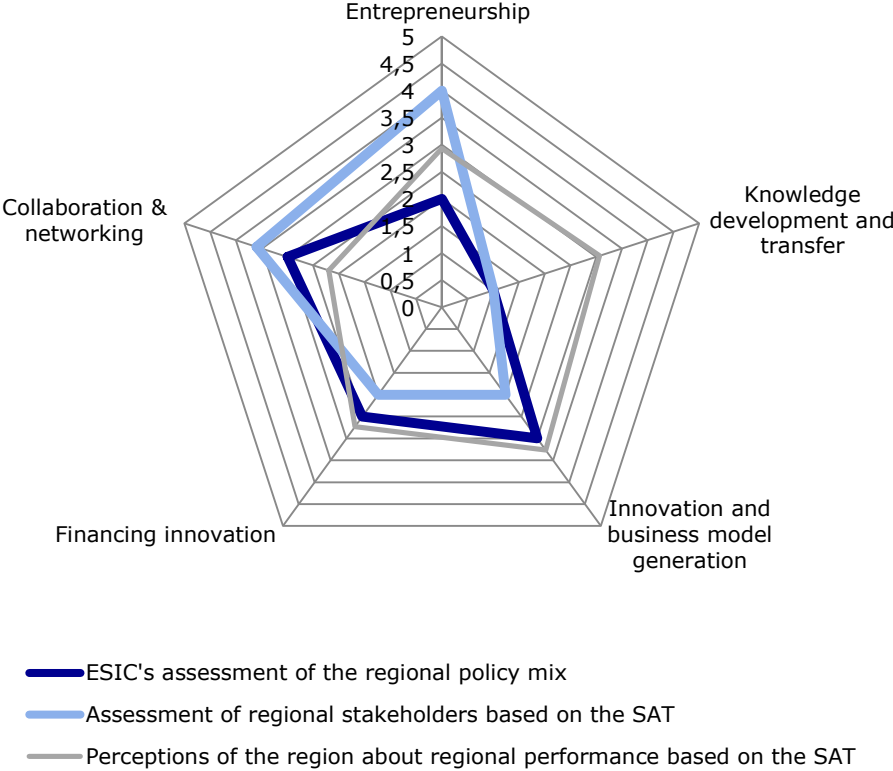 Entrepreneurship
5
4,5
4
3,5
3
2,5
2
1,5
1
0,5
0
Knowledge
development and
transfer
Innovation and
business model
generation
Financing innovation
Collaboration &
networking
ESIC's assessment of the regional policy mix
Assessment of regional stakeholders based on the SAT
Perceptions of the region about regional performance based on the SAT